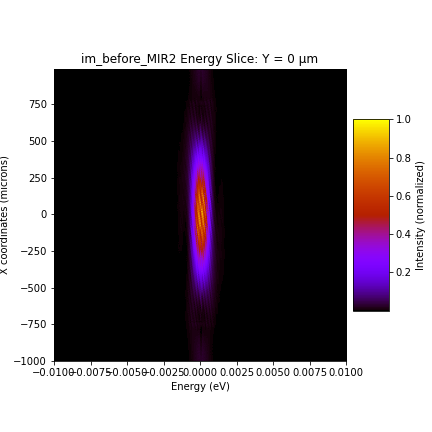 im_before_MIR2 Energy Slice: Y = 0 µm
X coordinates (microns)
750
500
250
0
−250
−500
−750
−1000
−0.0100 −0.0075 −0.0050 −0.0025 0.0000 0.0025 0.0050 0.0075 0.0100
Energy (eV)
1.0
0.8
0.6
0.4
0.2
Intensity (normalized)